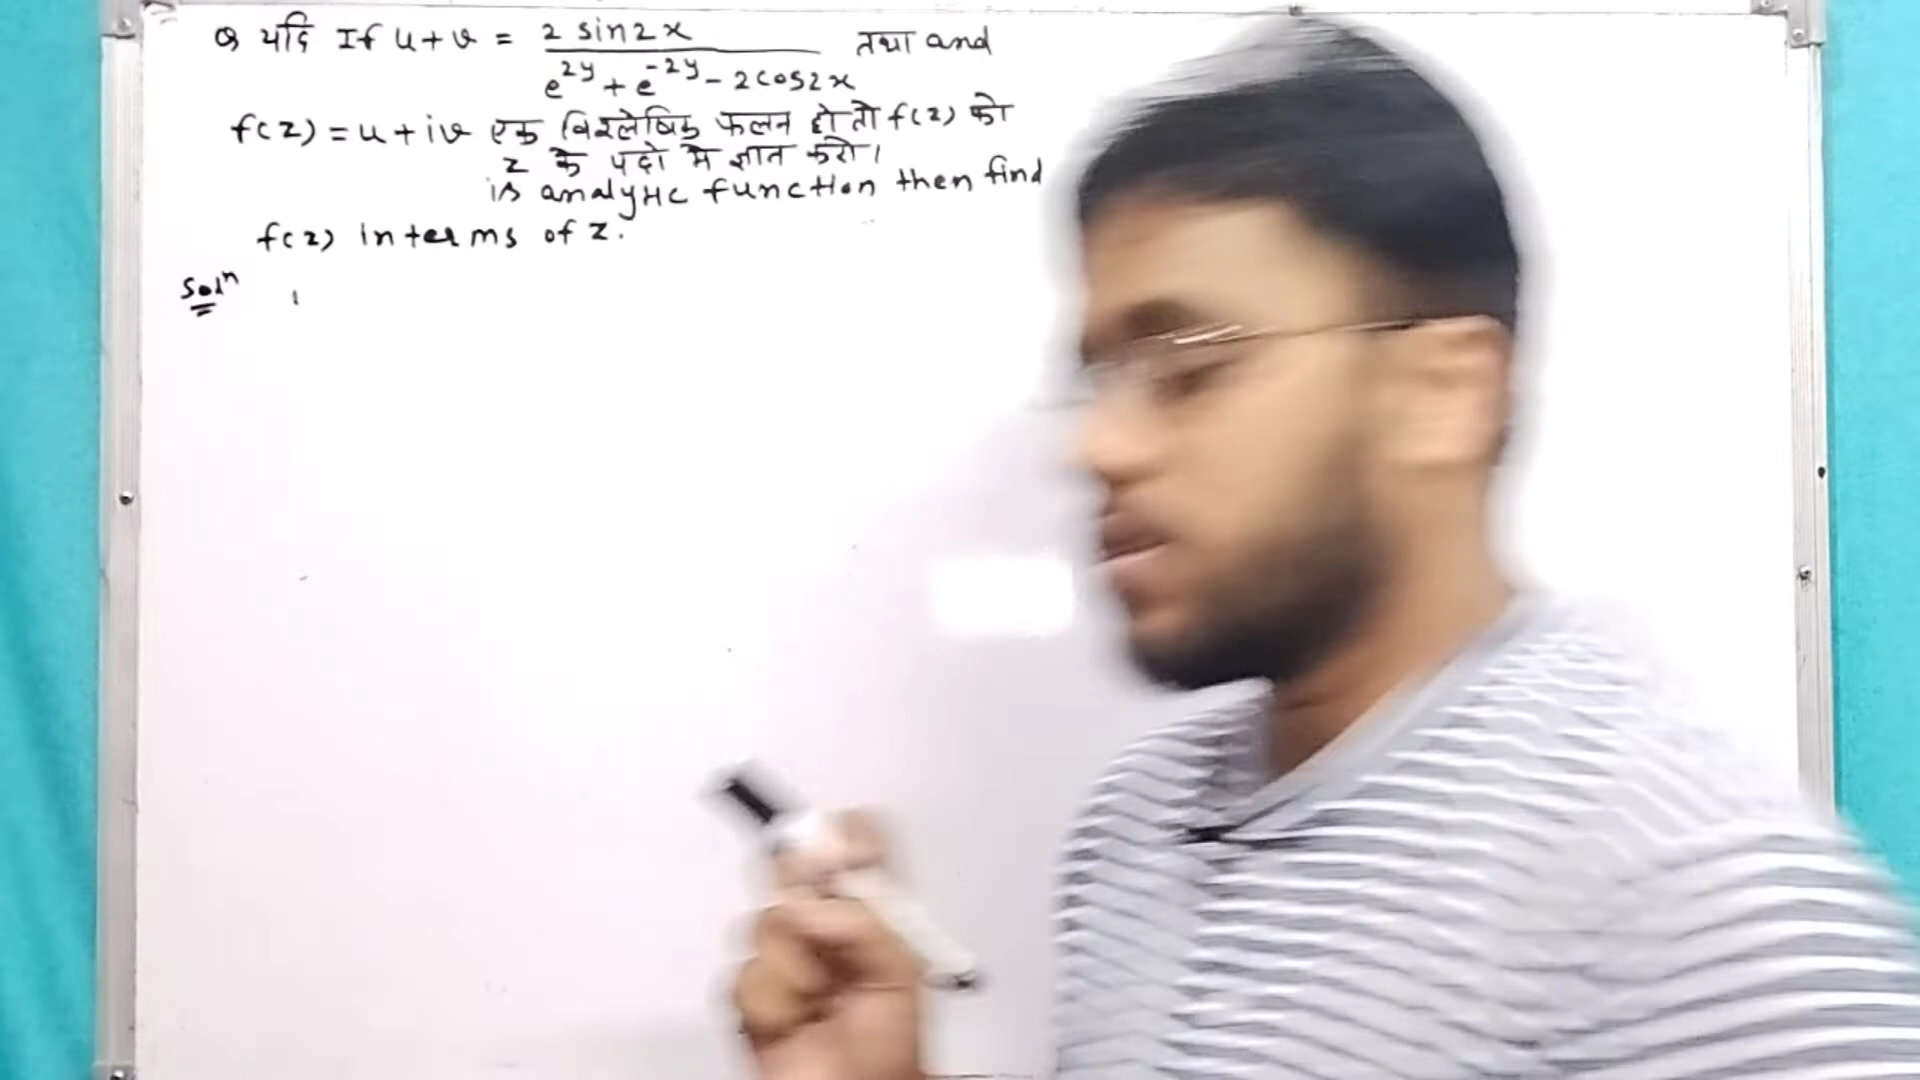 Q यदि If u+v = 2 sin2x / e^2y + e^-2y - 2cos2x तथा and
f(z) = u+iv एक विश्लेषिक फलन हो तो f(z) को
z के पदो मे ज्ञात करो।
is analytic function then find
f(z) in terms of z.
Solⁿ